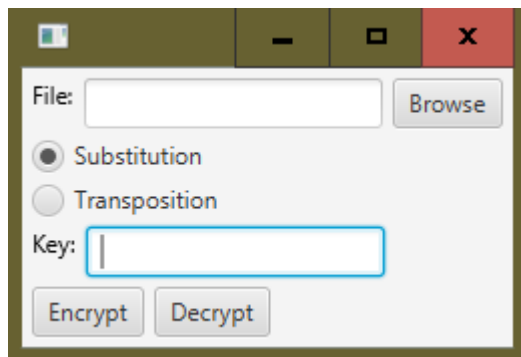 File: Browse
Substitution
Transposition
Key:
Encrypt Decrypt